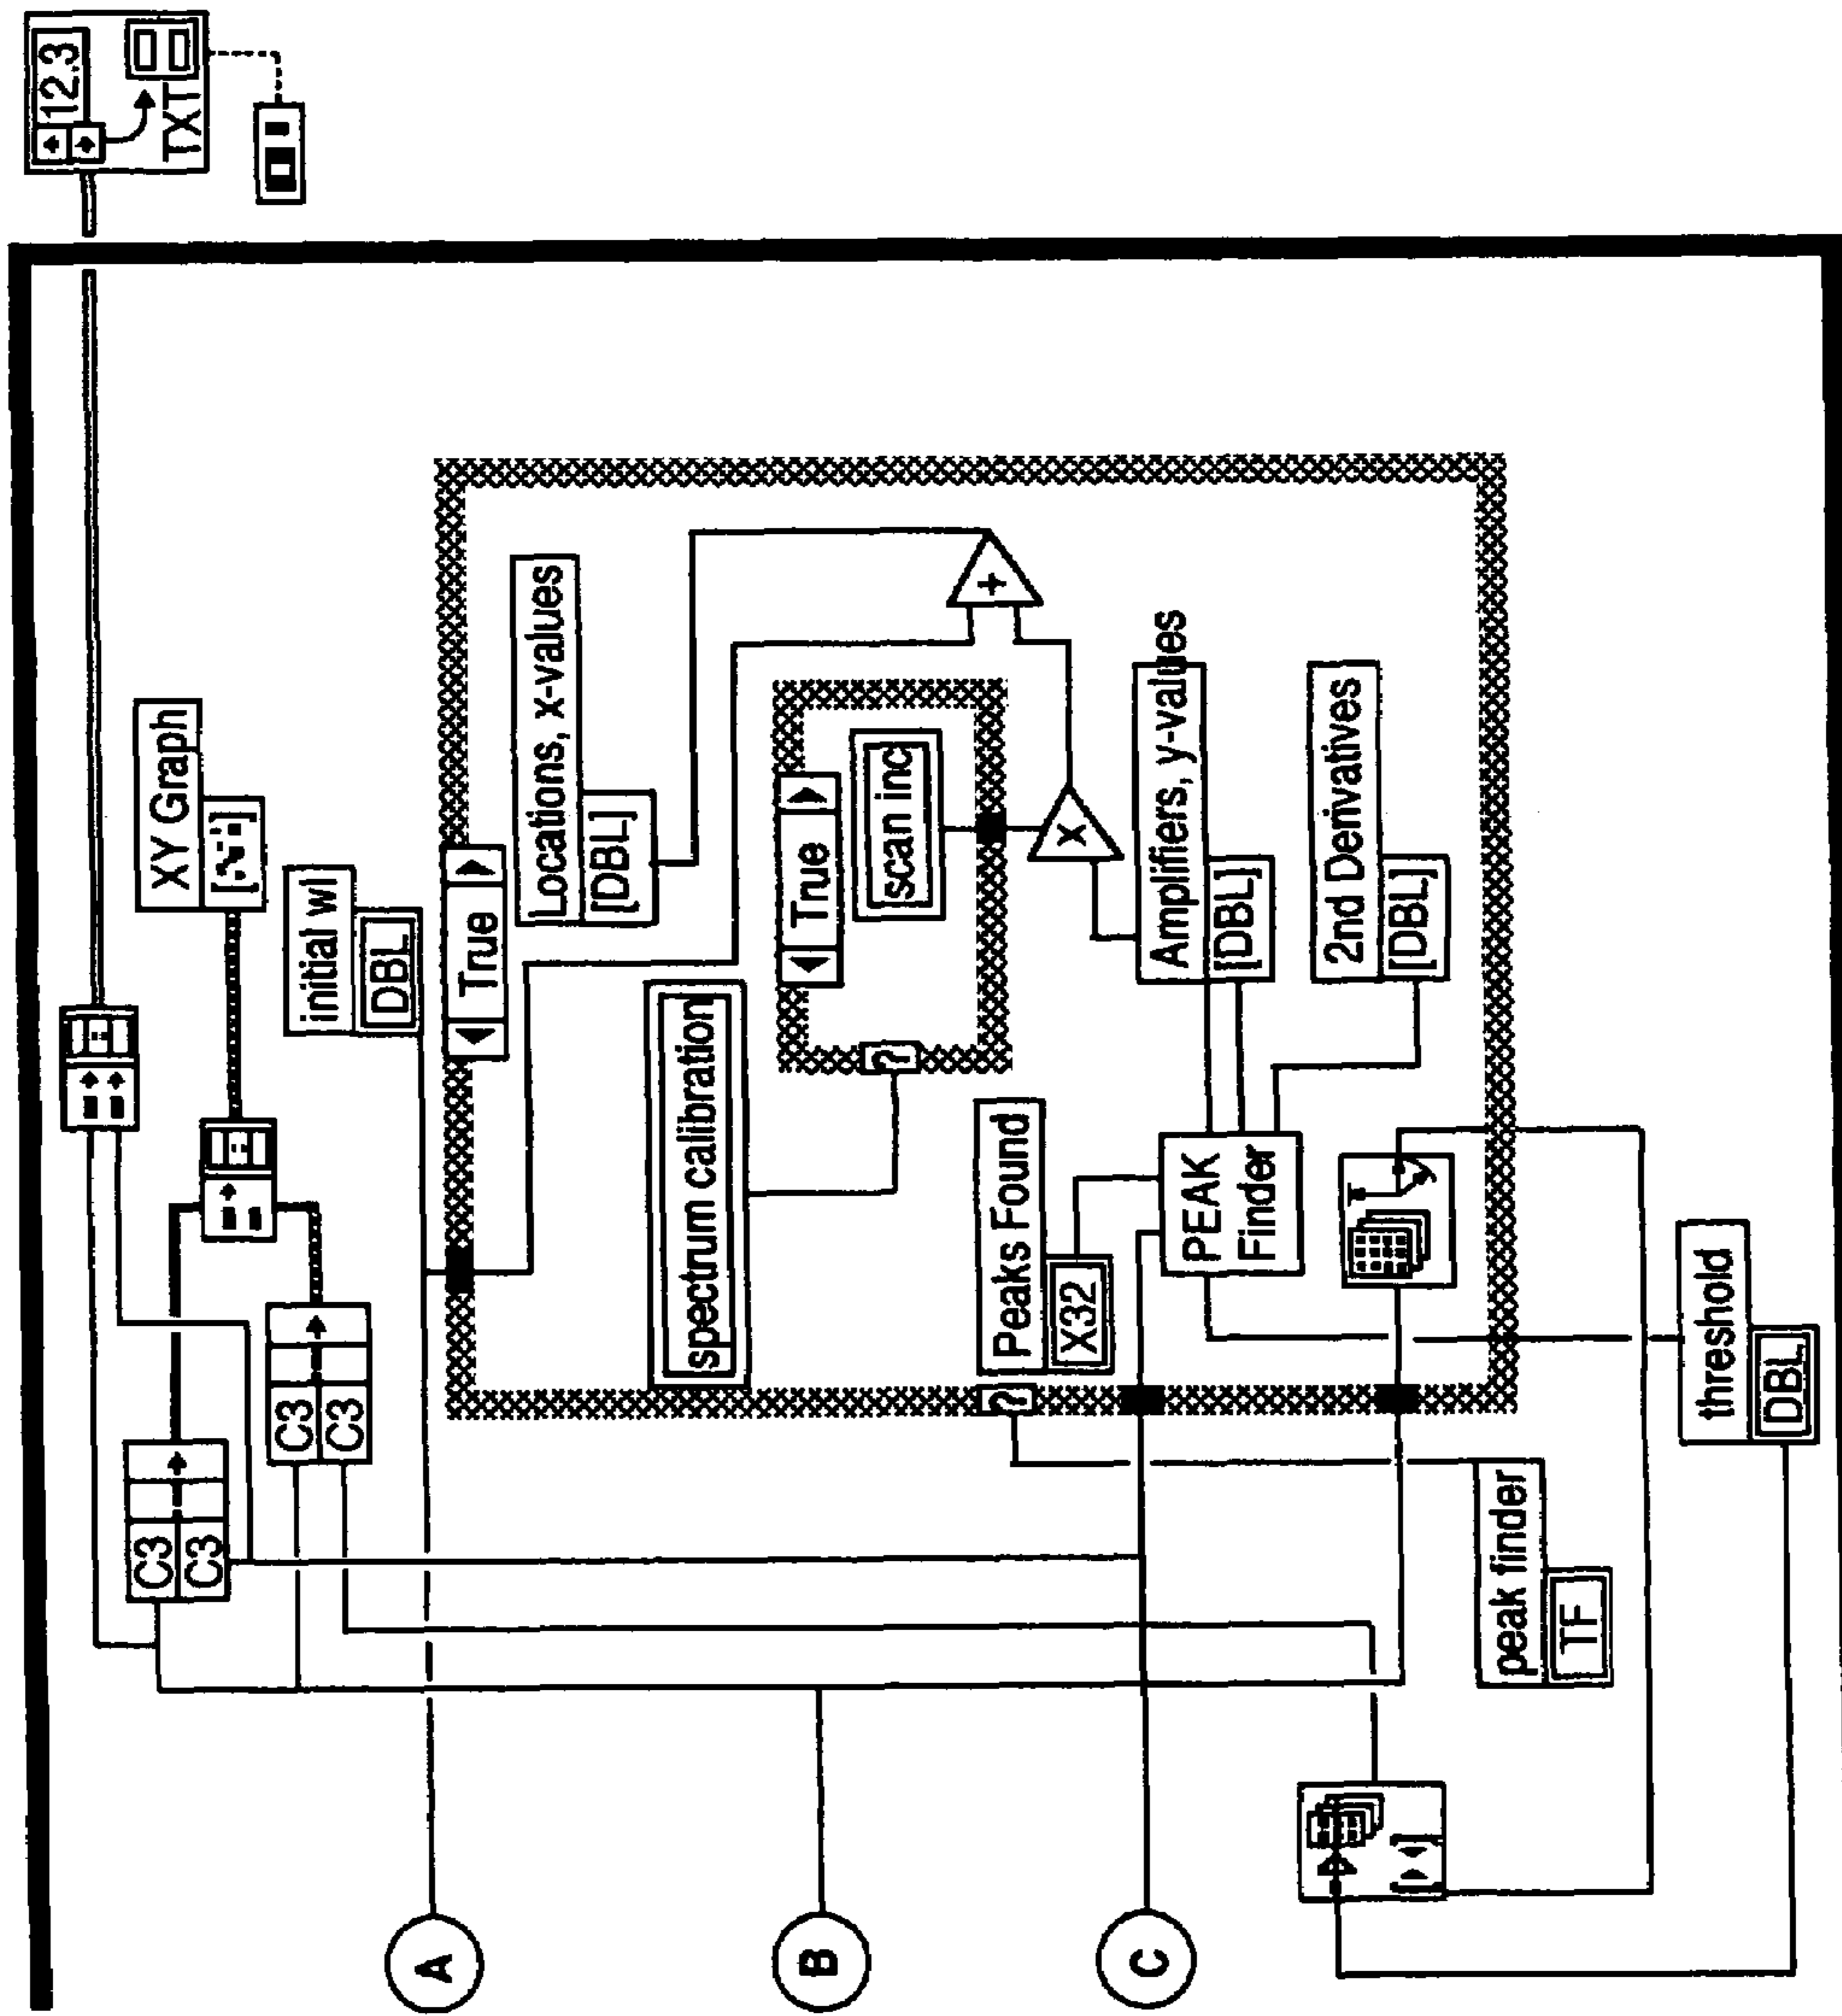 12.3
TXT
XY Graph
initial wl
DBL
True
Locations, x-values
[DBL]
+
spectrum calibration
True
scan inc
?
x
Amplifiers, y-values
[DBL]
2nd Derivatives
[DBL]
Peaks Found
X32
PEAK
Finder
?
C3
C3
C3
C3
threshold
DBL
peak finder
TF
A
B
C